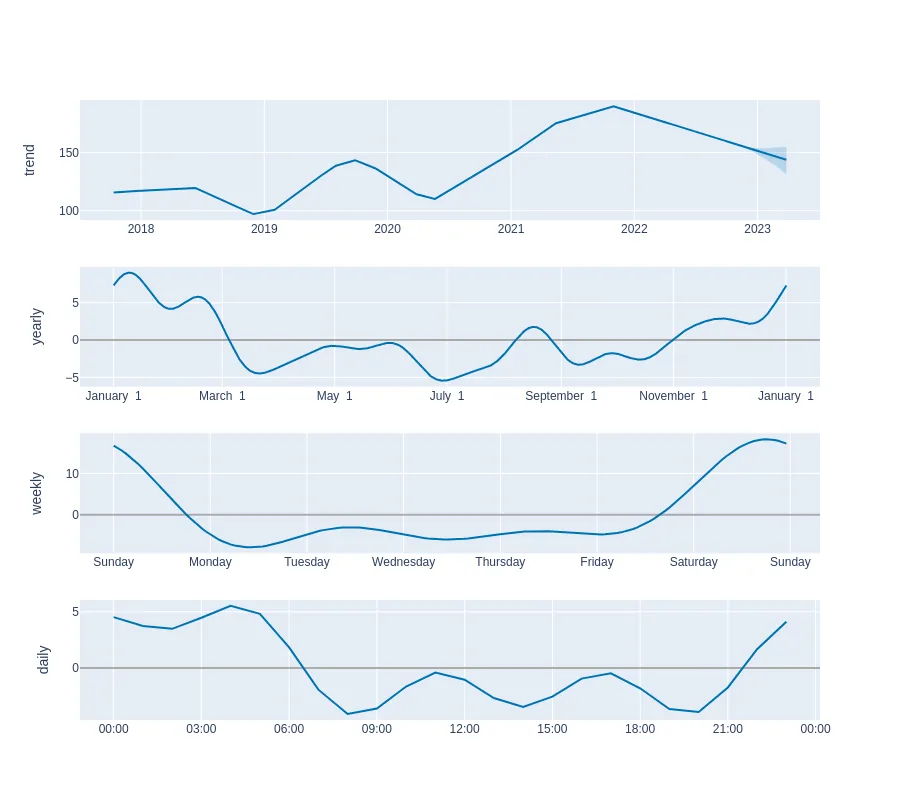 trend
150
100
2018 2019 2020 2021 2022 2023
yearly
5
0
−5
January 1 March 1 May 1 July 1 September 1 November 1 January 1
weekly
10
0
Sunday Monday Tuesday Wednesday Thursday Friday Saturday Sunday
daily
5
0
00:00 03:00 06:00 09:00 12:00 15:00 18:00 21:00 00:00